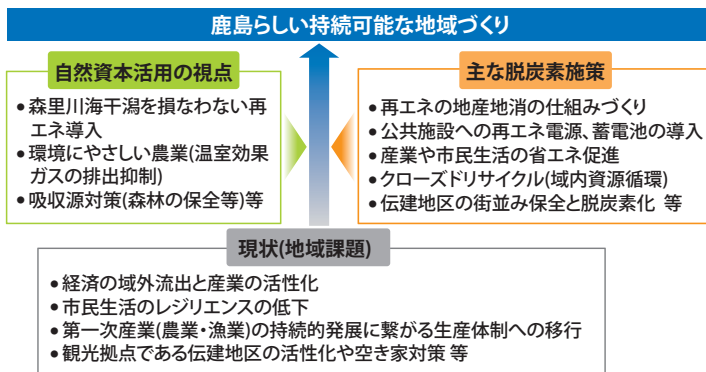 鹿島らしい持続可能な地域づくり
自然資本活用の視点
•森里川海干潟を損なわない再
エネ導入
•環境にやさしい農業(温室効果
ガスの排出抑制)
•吸収源対策(森林の保全等)等
主な脱炭素施策
•再エネの地産地消の仕組みづくり
•公共施設への再エネ電源、蓄電池の導入
•産業や市民生活の省エネ促進
•クローズドリサイクル(域内資源循環)
•伝建地区の街並み保全と脱炭素化 等
現状(地域課題)
•経済の域外流出と産業の活性化
•市民生活のレジリエンスの低下
•第一次産業(農業・漁業)の持続的発展に繋がる生産体制への移行
•観光拠点である伝建地区の活性化や空き家対策 等